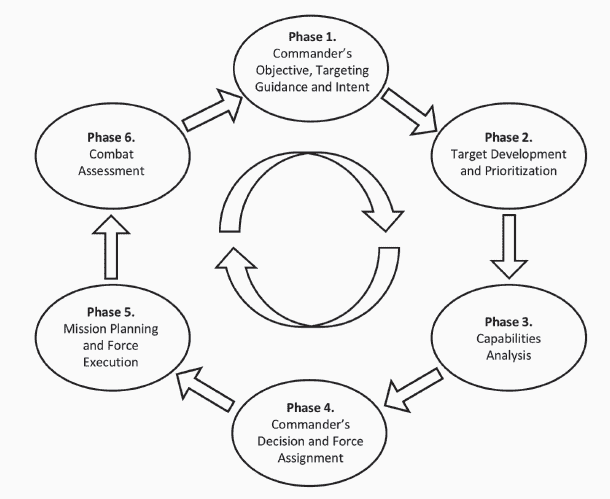 Phase 1.
Commander's
Objective, Targeting
Guidance and Intent
Phase 2.
Target Development
and Prioritization
Phase 3.
Capabilities
Analysis
Phase 4.
Commander's
Decision and Force
Assignment
Phase 5.
Mission Planning
and Force
Execution
Phase 6.
Combat
Assessment